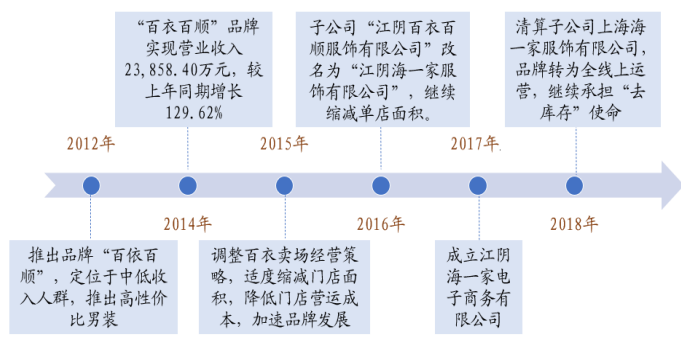 “百衣百顺”品牌
实现营业收入
23,858.40万元，较
上年同期增长
129.62%
子公司“江阴百衣百
顺服饰有限公司”改
名为“江阴海一家服
饰有限公司”，继续
缩减单店面积。
清算子公司上海海
一家服饰有限公司，
品牌转为全线上运
营，继续承担“去
库存”使命
2012年
2015年
2017年
2014年
2016年
2018年
推出品牌“百依百
顺”，定位于中低收
入人群，推出高性价
比男装
调整百衣卖场经营策
略，适度缩减门店面
积，降低门店营运成
本，加速品牌发展
成立江阴
海一家电
子商务有
限公司